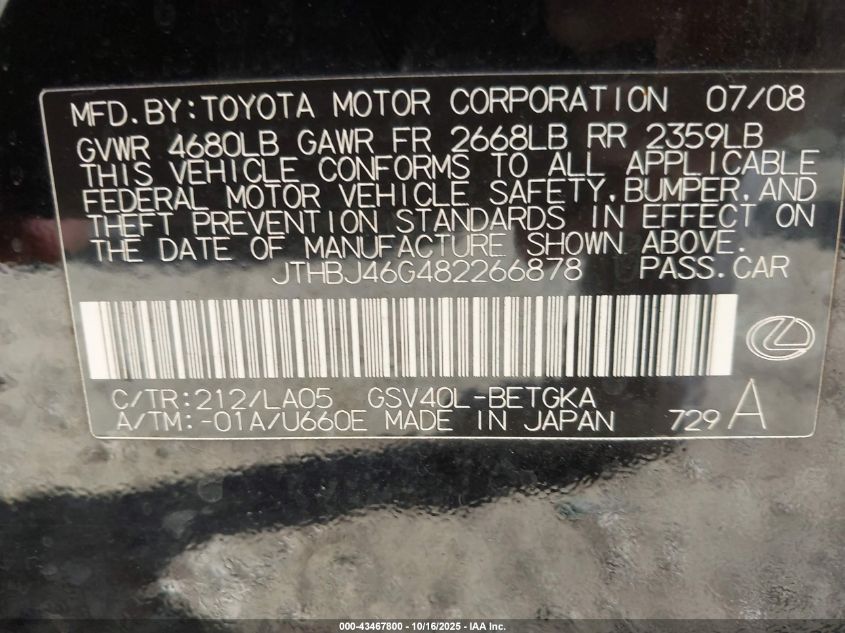 MFD.BY:TOYOTA MOTOR CORPORATION 07/08
GVWR 4680LB GAWR FR 2668LB RR 2359LB
THIS VEHICLE CONFORMS TO ALL APPLICABLE
FEDERAL MOTOR VEHICLE SAFETY,BUMPER,AND
THEFT PREVENTION STANDARDS IN EFFECT ON
THE DATE OF MANUFACTURE SHOWN ABOVE.
JTHBJ46G482266878 PASS.CAR
C/TR:212/LA05 GSV40L-BETGKA
A/TM:-01A/U660E MADE IN JAPAN 729A
000-43467800 - 10/16/2025 - IAA Inc.